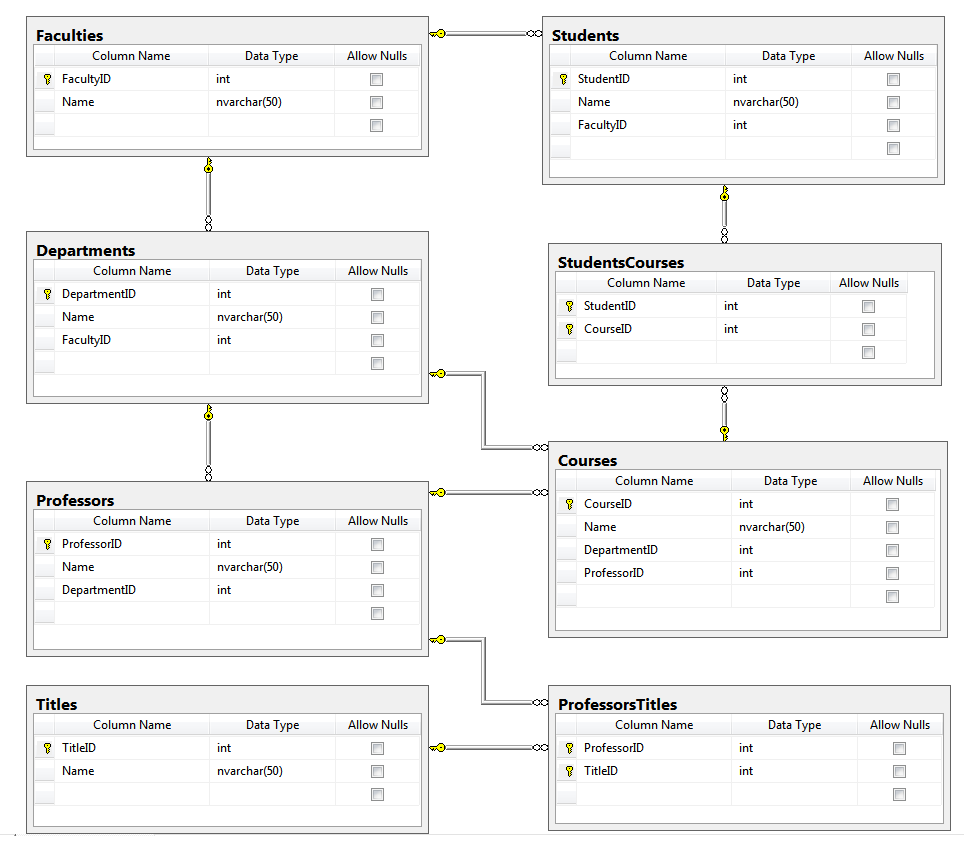 Faculties
Column Name Data Type Allow Nulls
FacultyID int
Name nvarchar(50)
Students
Column Name Data Type Allow Nulls
StudentID int
Name nvarchar(50)
FacultyID int
Departments
Column Name Data Type Allow Nulls
DepartmentID int
Name nvarchar(50)
FacultyID int
StudentsCourses
Column Name Data Type Allow Nulls
StudentID int
CourseID int
Professors
Column Name Data Type Allow Nulls
ProfessorID int
Name nvarchar(50)
DepartmentID int
Courses
Column Name Data Type Allow Nulls
CourseID int
Name nvarchar(50)
DepartmentID int
ProfessorID int
Titles
Column Name Data Type Allow Nulls
TitleID int
Name nvarchar(50)
ProfessorsTitles
Column Name Data Type Allow Nulls
ProfessorID int
TitleID int